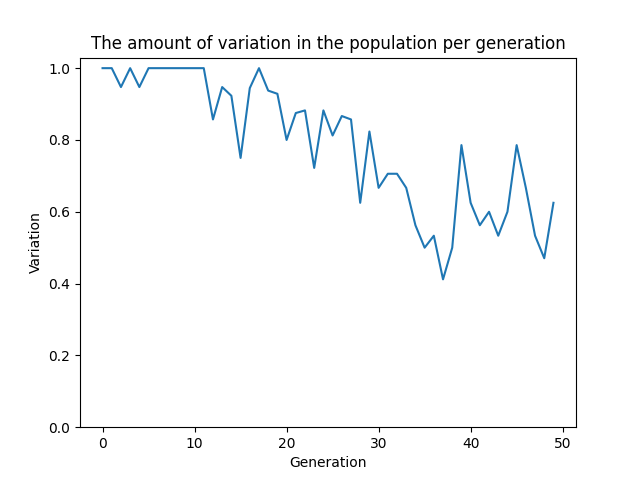 The amount of variation in the population per generation
1.0
0.8
0.6
0.4
0.2
0.0
Variation
0 10 20 30 40 50
Generation